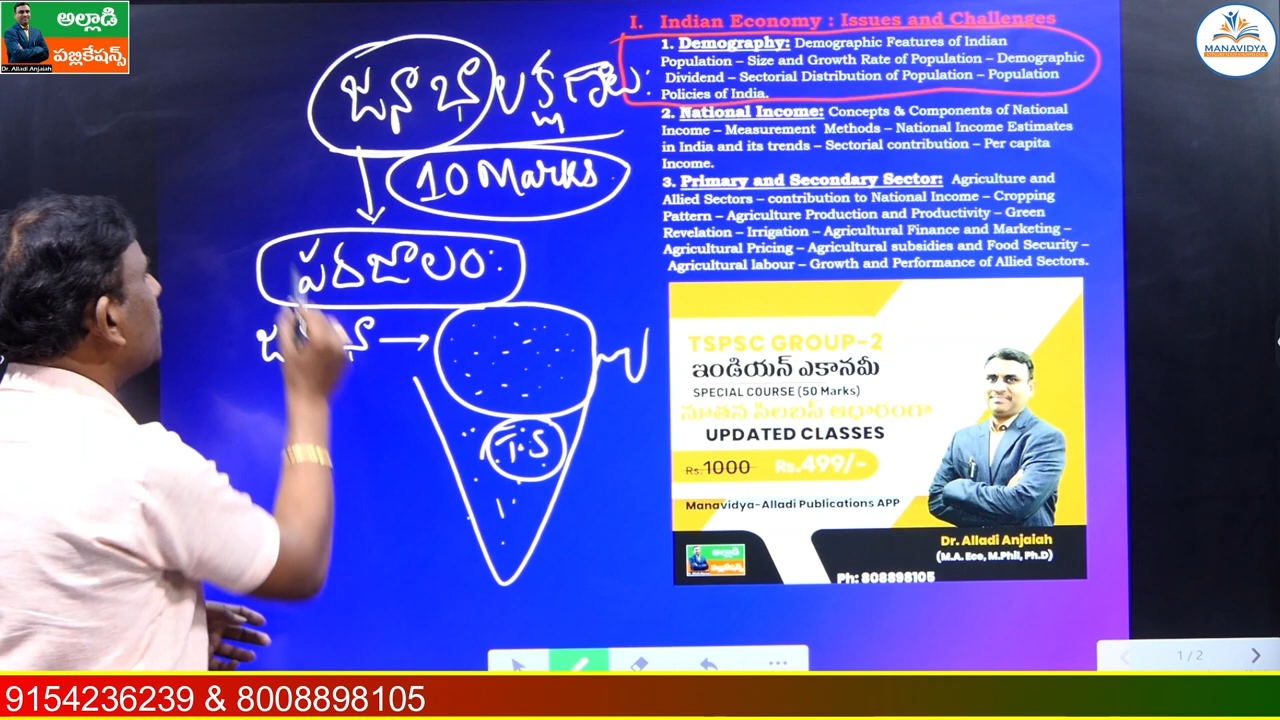 అల్లాడి
పబ్లికేషన్స్
Dr. Alladi Anjaiah
MANAVIDYA
I. Indian Economy : Issues and Challenges
1. Demography: Demographic Features of Indian
Population – Size and Growth Rate of Population – Demographic
Dividend – Sectorial Distribution of Population – Population
Policies of India.
2. National Income: Concepts & Components of National
Income – Measurement Methods – National Income Estimates
in India and its trends – Sectorial contribution – Per capita
Income.
3. Primary and Secondary Sector: Agriculture and
Allied Sectors – contribution to National Income – Cropping
Pattern – Agriculture Production and Productivity – Green
Revelation – Irrigation – Agricultural Finance and Marketing –
Agricultural Pricing – Agricultural subsidies and Food Security –
Agricultural labour – Growth and Performance of Allied Sectors.
జనాభా లక్షణాలు:
10 Marks
T.S
TSPSC GROUP-2
ఇండియన్ ఎకానమీ
SPECIAL COURSE (50 Marks)
నూతన సిలబస్ ఆధారంగా
UPDATED CLASSES
Rs.1000 Rs.499/-
Manavidya-Alladi Publications APP
అల్లాడి
Dr. Alladi Anjaiah
(M.A. Eco, M.Phil, Ph.D)
Ph: 808898105
1 / 2
9154236239 & 8008898105